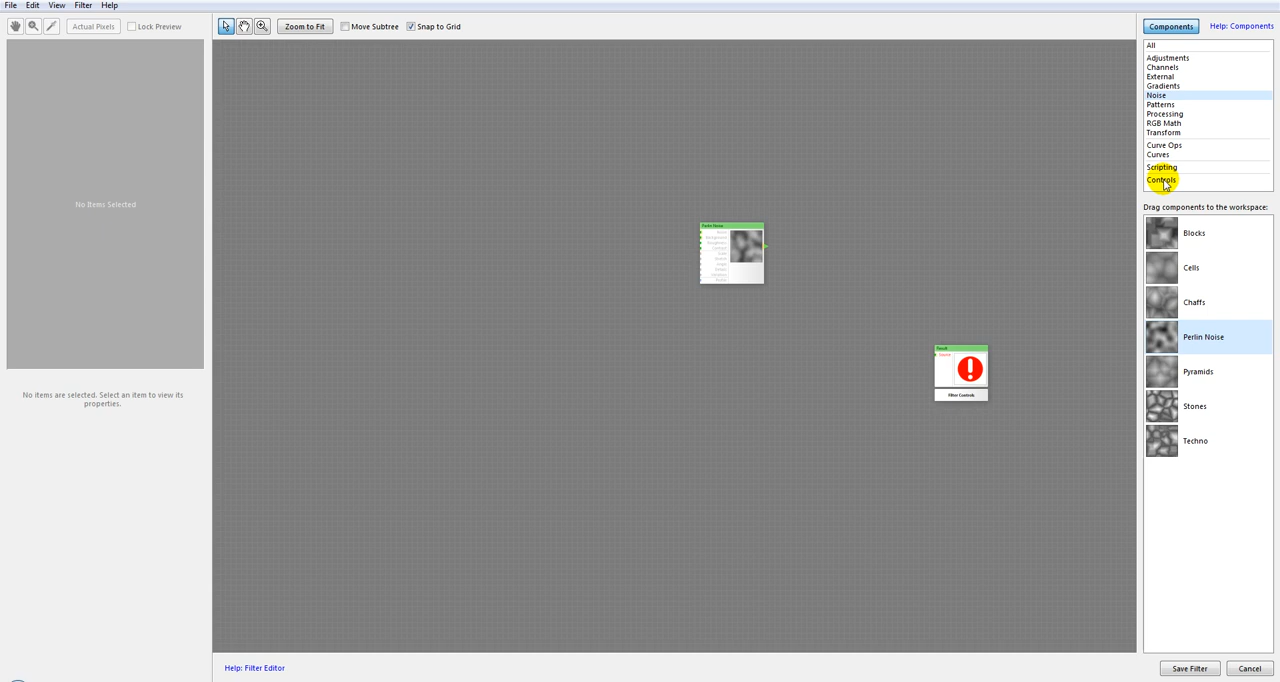 File Edit View Filter Help
Actual Pixels Lock Preview Zoom to Fit Move Subtree Snap to Grid Components Help: Components
All
Adjustments
Channels
External
Gradients
Noise
Patterns
Processing
RGB Math
Transform
Curve Ops
Curves
Scripting
Controls
Drag components to the workspace:
Blocks
Cells
Chaffs
Perlin Noise
Pyramids
Stones
Techno
No Items Selected
No items are selected. Select an item to view its
properties.
Perlin Noise
Result
Filter Controls
Help: Filter Editor
Save Filter Cancel